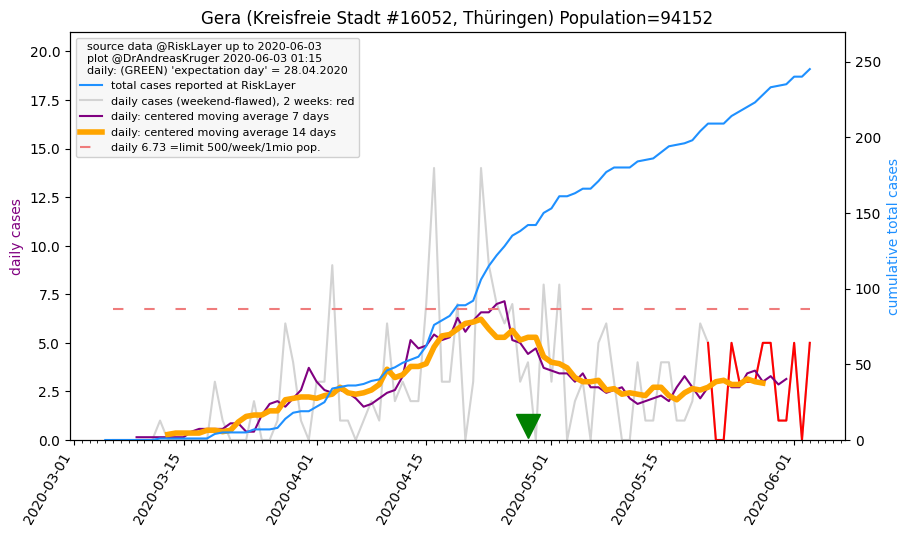 Gera (Kreisfreie Stadt #16052, Thüringen) Population=94152
source data @RiskLayer up to 2020-06-03
plot @DrAndreasKruger 2020-06-03 01:15
daily: (GREEN) 'expectation day' = 28.04.2020
total cases reported at RiskLayer
daily cases (weekend-flawed), 2 weeks: red
daily: centered moving average 7 days
daily: centered moving average 14 days
daily 6.73 =limit 500/week/1mio pop.
daily cases
20.0
17.5
15.0
12.5
10.0
7.5
5.0
2.5
0.0
250
200
150
100
50
0
cumulative total cases
2020-03-01
2020-03-15
2020-04-01
2020-04-15
2020-05-01
2020-05-15
2020-06-01